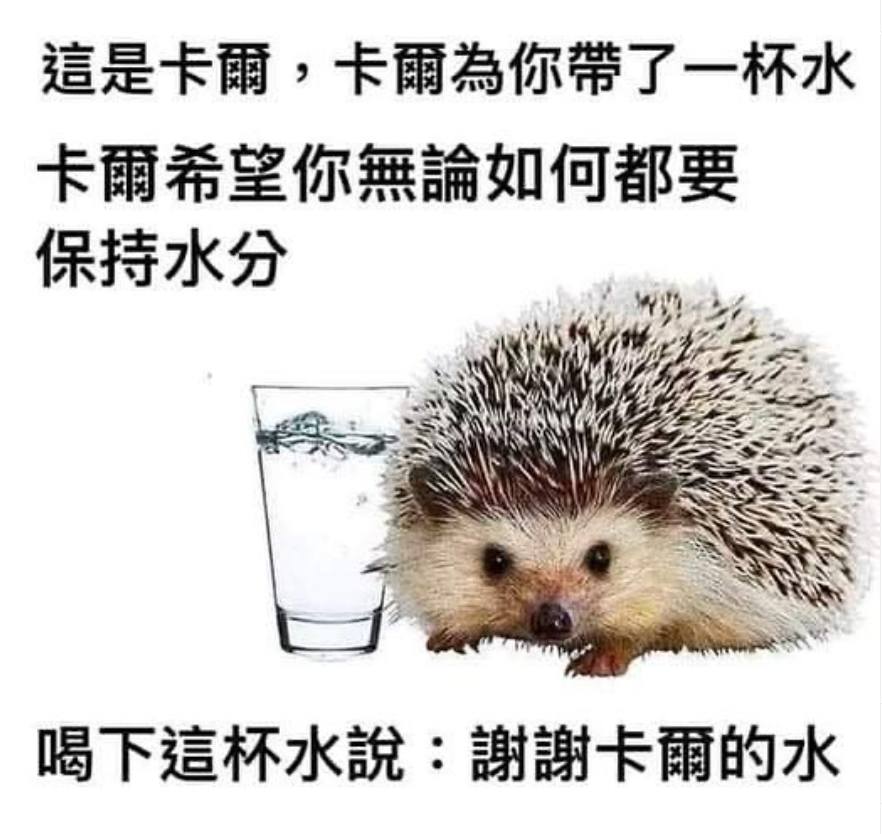 這是卡爾，卡爾為你帶了一杯水
卡爾希望你無論如何都要
保持水分
喝下這杯水說：謝謝卡爾的水